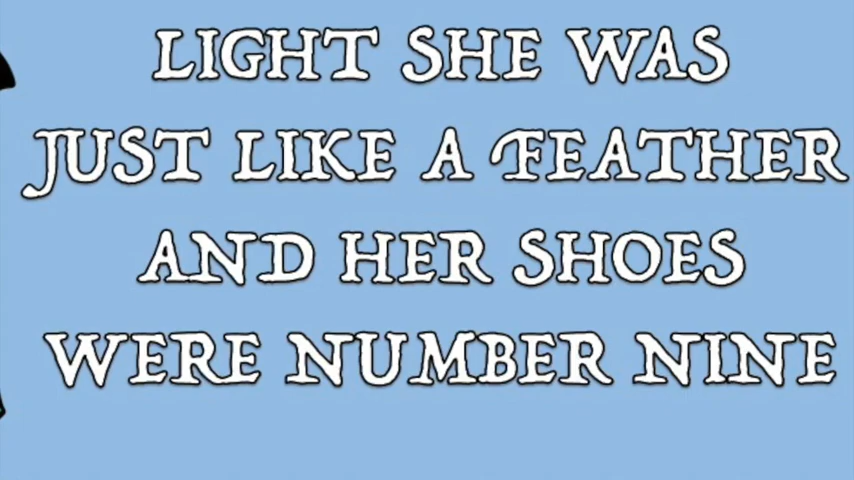 LIGHT SHE WAS
JUST LIKE A FEATHER
AND HER SHOES
WERE NUMBER NINE